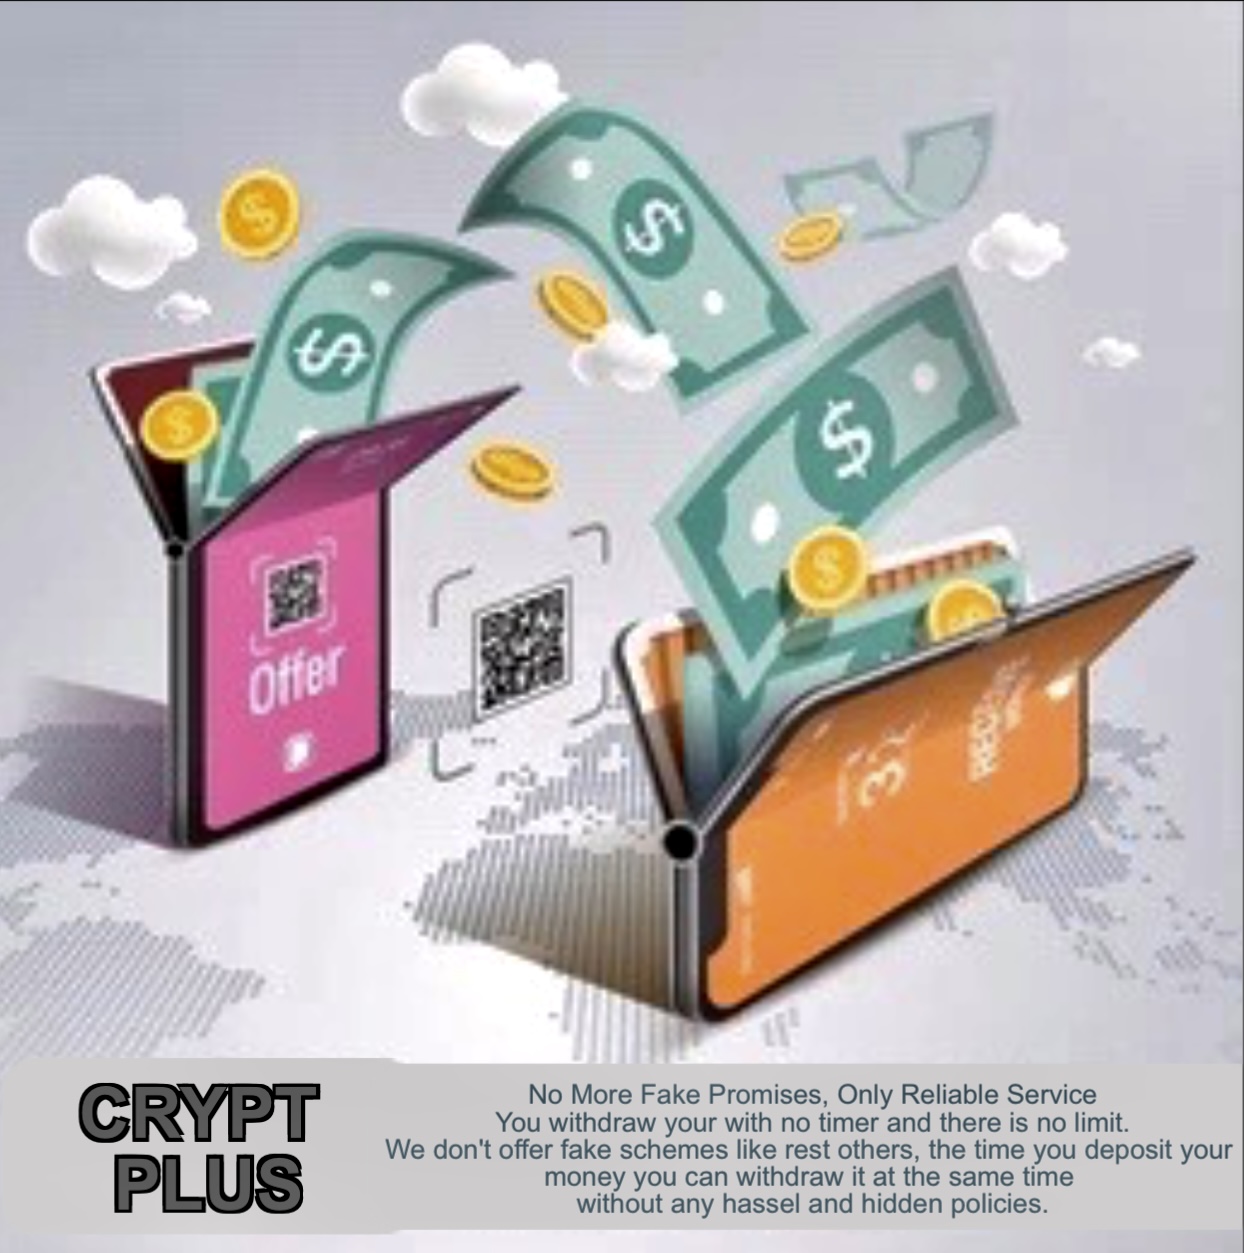 Offer
3X
CRYPT
PLUS
No More Fake Promises, Only Reliable Service
You withdraw your with no timer and there is no limit.
We don't offer fake schemes like rest others, the time you deposit your
money you can withdraw it at the same time
without any hassel and hidden policies.